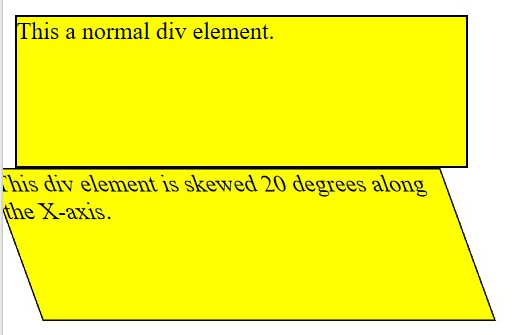 This a normal div element.
This div element is skewed 20 degrees along
the X-axis.